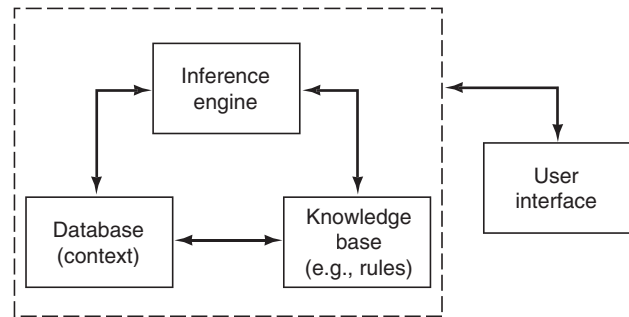 Inference
engine
User
interface
Database
(context)
Knowledge
base
(e.g., rules)